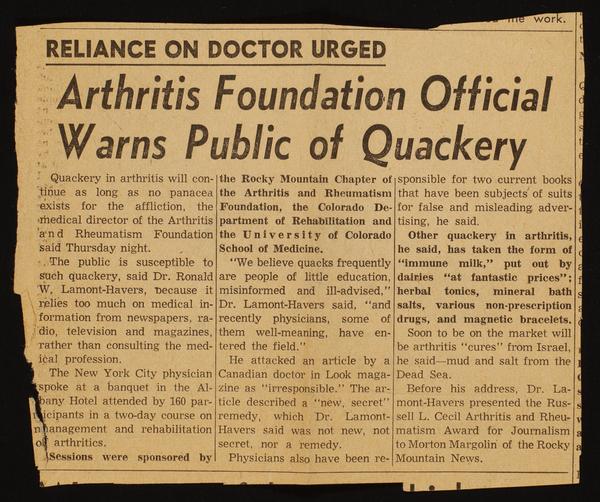 the work.
RELIANCE ON DOCTOR URGED
Arthritis Foundation Official
Warns Public of Quackery
Quackery in arthritis will con-
tinue as long as no panacea
exists for the affliction, the
medical director of the Arthritis
and Rheumatism Foundation
said Thursday night.
The public is susceptible to
such quackery, said Dr. Ronald
W. Lamont-Havers, because it
relies too much on medical in-
formation from newspapers, ra-
dio, television and magazines,
rather than consulting the med-
ical profession.
The New York City physician
spoke at a banquet in the Al-
bany Hotel attended by 160 par-
ticipants in a two-day course on
management and rehabilitation
of arthritics.
Sessions were sponsored by
the Rocky Mountain Chapter of
the Arthritis and Rheumatism
Foundation, the Colorado De-
partment of Rehabilitation and
the University of Colorado
School of Medicine.
"We believe quacks frequently
are people of little education,
misinformed and ill-advised,"
Dr. Lamont-Havers said, "and
recently physicians, some of
them well-meaning, have en-
tered the field."
He attacked an article by a
Canadian doctor in Look maga-
zine as "irresponsible." The ar-
ticle described a "new, secret"
remedy, which Dr. Lamont-
Havers said was not new, not
secret, nor a remedy.
Physicians also have been re-
sponsible for two current books
that have been subjects of suits
for false and misleading adver-
tising, he said.
Other quackery in arthritis,
he said, has taken the form of
"immune milk," put out by
dairies "at fantastic prices";
herbal tonics, mineral bath
salts, various non-prescription
drugs, and magnetic bracelets.
Soon to be on the market will
be arthritis "cures" from Israel,
he said—mud and salt from the
Dead Sea.
Before his address, Dr. La-
mont-Havers presented the Rus-
sell L. Cecil Arthritis and Rheu-
matism Award for Journalism
to Morton Margolin of the Rocky
Mountain News.